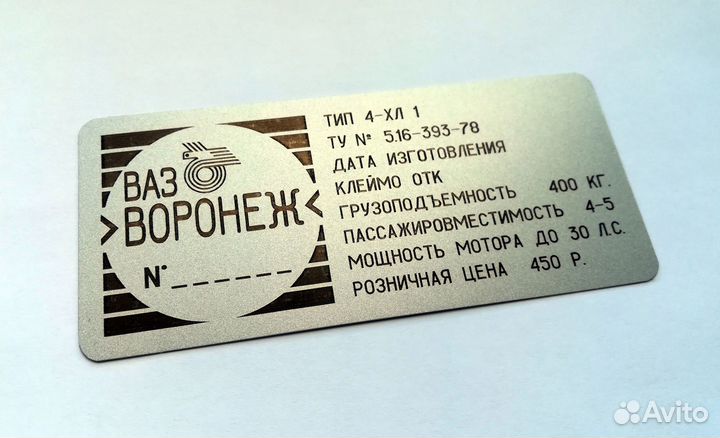 ВАЗ
>ВОРОНЕЖ<
N° _______
ТИП 4-ХЛ 1
ТУ № 5.16-393-78
ДАТА ИЗГОТОВЛЕНИЯ
КЛЕЙМО ОТК
ГРУЗОПОДЪЕМНОСТЬ 400 КГ.
ПАССАЖИРОВМЕСТИМОСТЬ 4-5
МОЩНОСТЬ МОТОРА ДО 30 Л.С.
РОЗНИЧНАЯ ЦЕНА 450 Р.
Avito